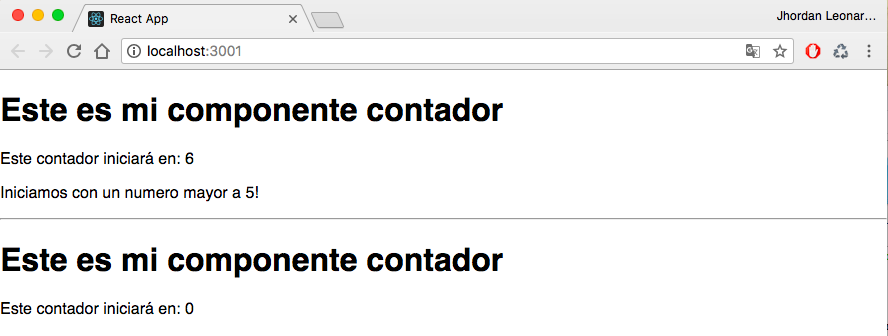 React App
Jhordan Leonar…
localhost:3001
Este es mi componente contador
Este contador iniciará en: 6
Iniciamos con un numero mayor a 5!
Este es mi componente contador
Este contador iniciará en: 0